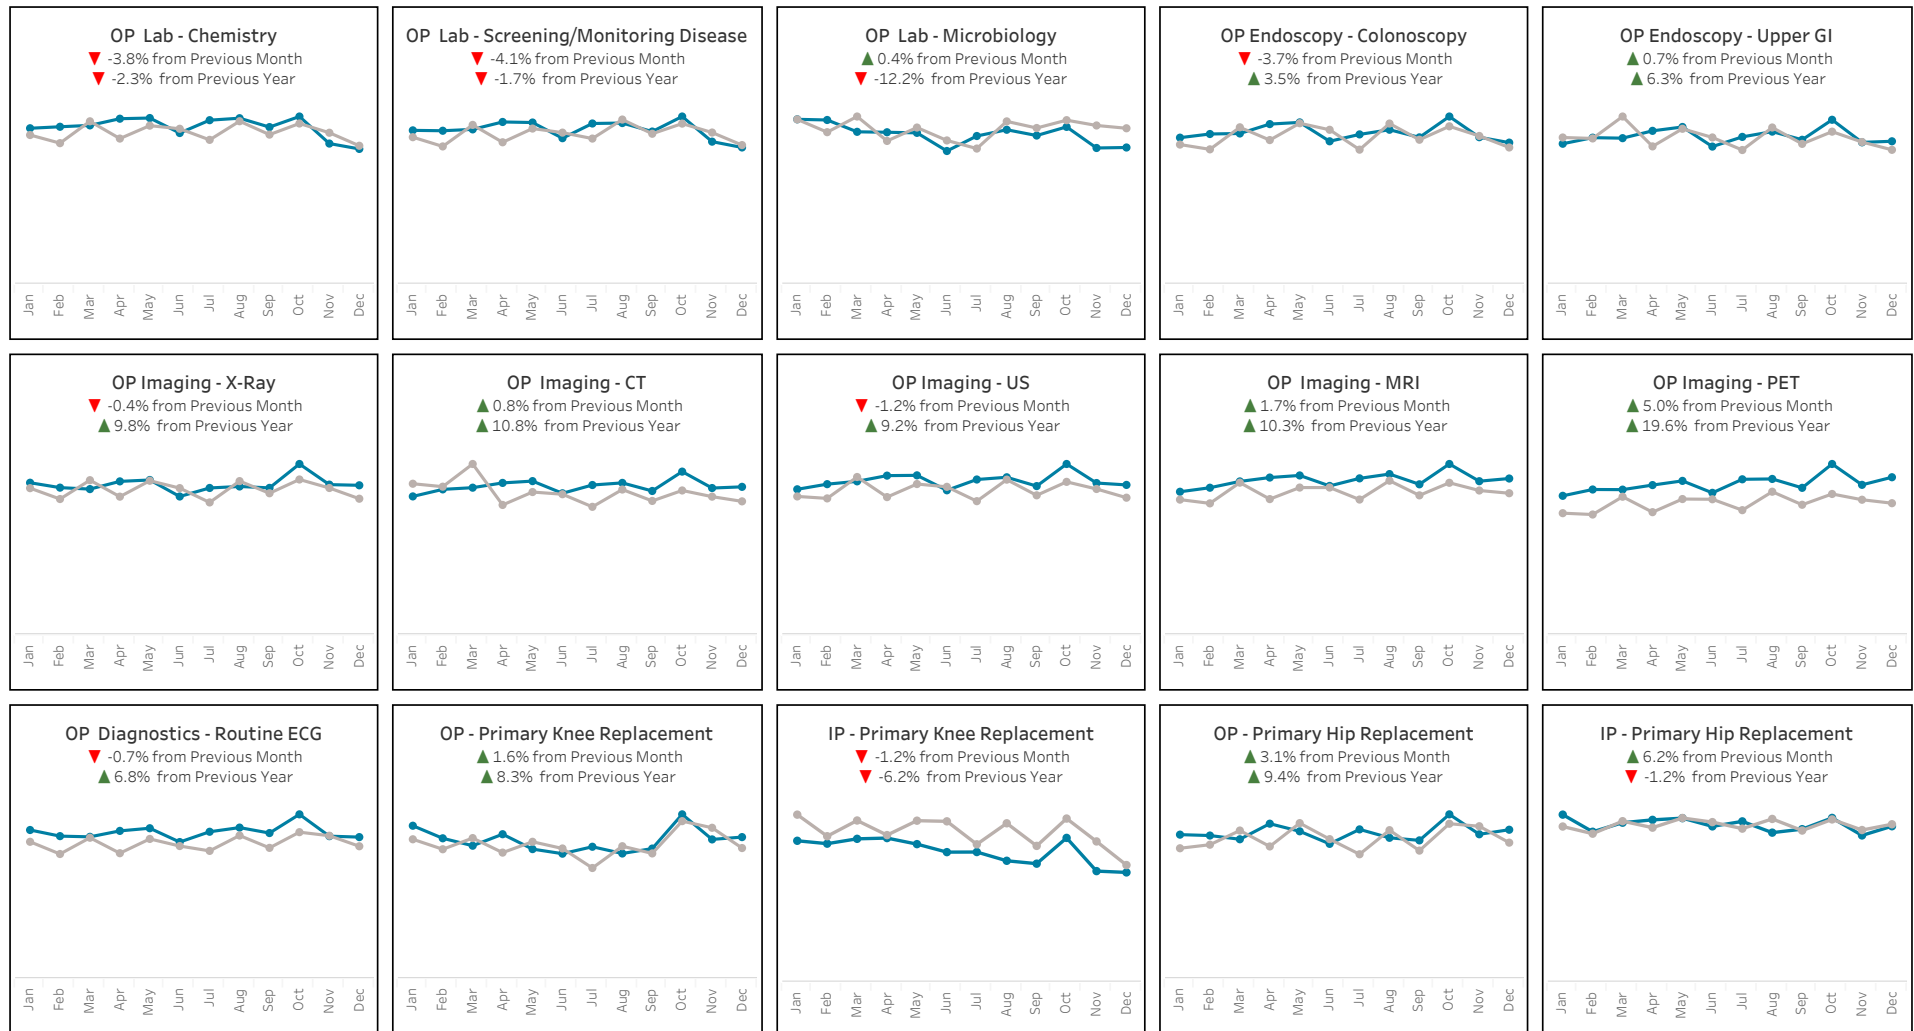 OP Lab - Chemistry
▼ -3.8% from Previous Month
▼ -2.3% from Previous Year
Jan Feb Mar Apr May Jun Jul Aug Sep Oct Nov Dec
OP Lab - Screening/Monitoring Disease
▼ -4.1% from Previous Month
▼ -1.7% from Previous Year
Jan Feb Mar Apr May Jun Jul Aug Sep Oct Nov Dec
OP Lab - Microbiology
▲ 0.4% from Previous Month
▼ -12.2% from Previous Year
Jan Feb Mar Apr May Jun Jul Aug Sep Oct Nov Dec
OP Endoscopy - Colonoscopy
▼ -3.7% from Previous Month
▲ 3.5% from Previous Year
Jan Feb Mar Apr May Jun Jul Aug Sep Oct Nov Dec
OP Endoscopy - Upper GI
▲ 0.7% from Previous Month
▲ 6.3% from Previous Year
Jan Feb Mar Apr May Jun Jul Aug Sep Oct Nov Dec
OP Imaging - X-Ray
▼ -0.4% from Previous Month
▲ 9.8% from Previous Year
Jan Feb Mar Apr May Jun Jul Aug Sep Oct Nov Dec
OP Imaging - CT
▲ 0.8% from Previous Month
▲ 10.8% from Previous Year
Jan Feb Mar Apr May Jun Jul Aug Sep Oct Nov Dec
OP Imaging - US
▼ -1.2% from Previous Month
▲ 9.2% from Previous Year
Jan Feb Mar Apr May Jun Jul Aug Sep Oct Nov Dec
OP Imaging - MRI
▲ 1.7% from Previous Month
▲ 10.3% from Previous Year
Jan Feb Mar Apr May Jun Jul Aug Sep Oct Nov Dec
OP Imaging - PET
▲ 5.0% from Previous Month
▲ 19.6% from Previous Year
Jan Feb Mar Apr May Jun Jul Aug Sep Oct Nov Dec
OP Diagnostics - Routine ECG
▼ -0.7% from Previous Month
▲ 6.8% from Previous Year
Jan Feb Mar Apr May Jun Jul Aug Sep Oct Nov Dec
OP - Primary Knee Replacement
▲ 1.6% from Previous Month
▲ 8.3% from Previous Year
Jan Feb Mar Apr May Jun Jul Aug Sep Oct Nov Dec
IP - Primary Knee Replacement
▼ -1.2% from Previous Month
▼ -6.2% from Previous Year
Jan Feb Mar Apr May Jun Jul Aug Sep Oct Nov Dec
OP - Primary Hip Replacement
▲ 3.1% from Previous Month
▲ 9.4% from Previous Year
Jan Feb Mar Apr May Jun Jul Aug Sep Oct Nov Dec
IP - Primary Hip Replacement
▲ 6.2% from Previous Month
▼ -1.2% from Previous Year
Jan Feb Mar Apr May Jun Jul Aug Sep Oct Nov Dec